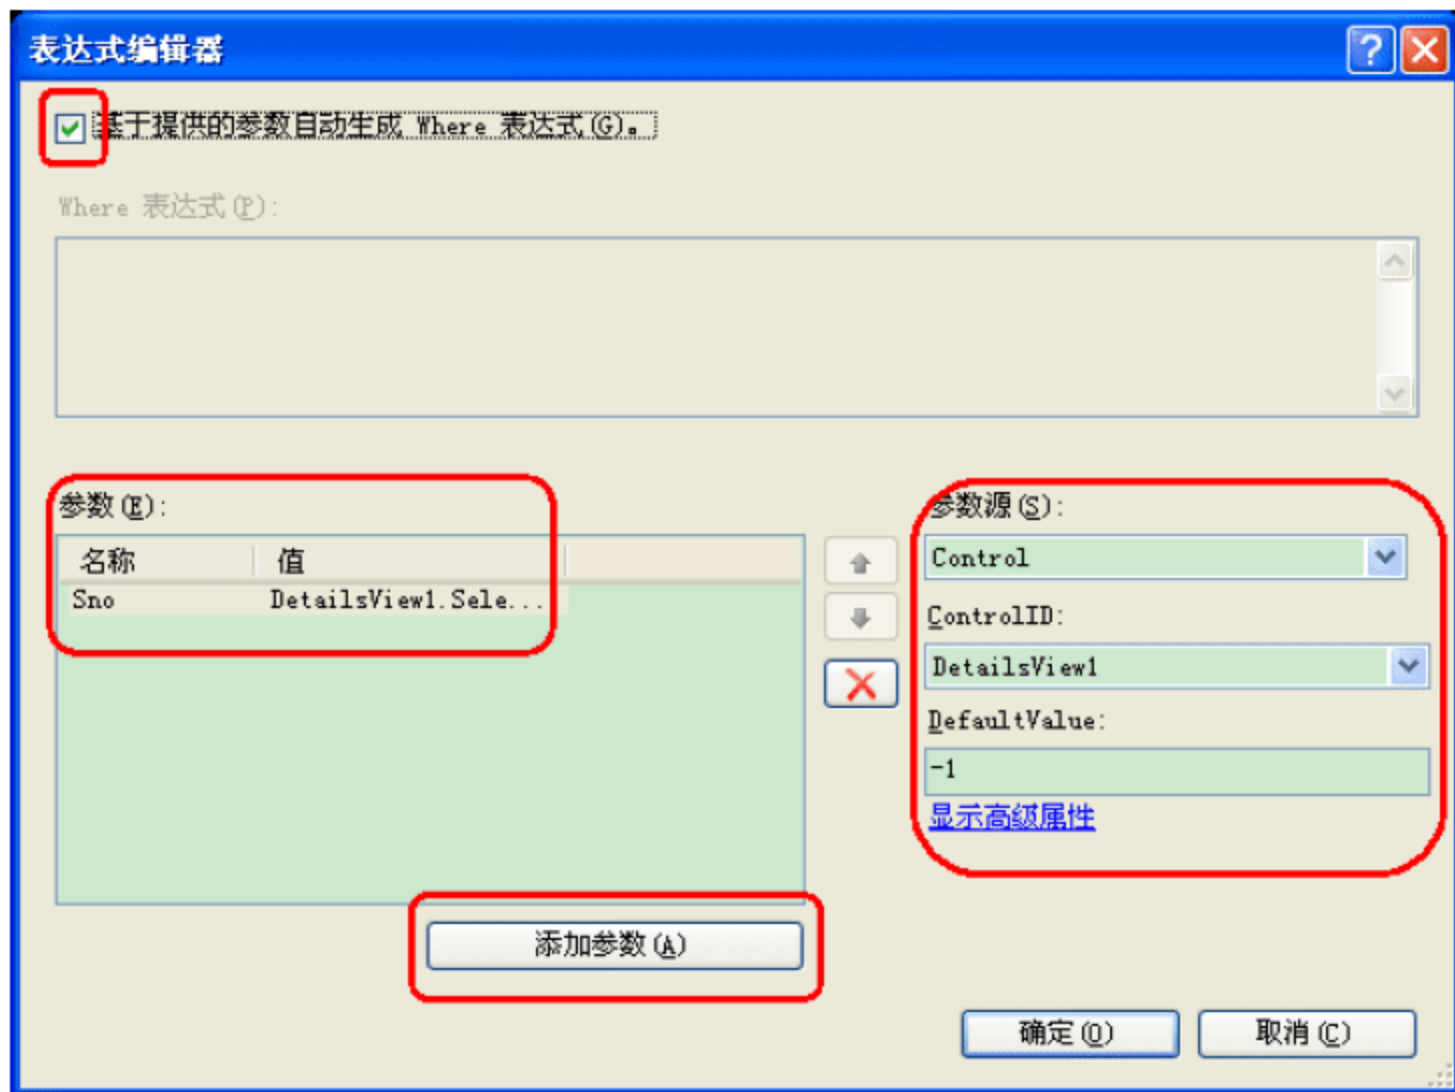 表达式编辑器
基于提供的参数自动生成 Where 表达式(G)。
Where 表达式(P):
参数(E):
名称 值
Sno DetailsView1.Sele...
添加参数(A)
参数源(S):
Control
ControlID:
DetailsView1
DefaultValue:
-1
显示高级属性
确定(O) 取消(C)